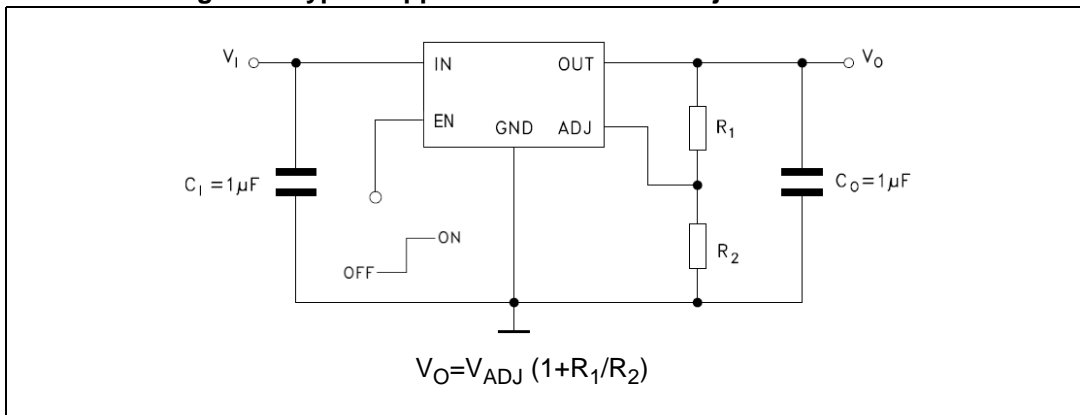 V_I
IN
OUT
V_O
EN
GND
ADJ
R_1
C_I =1µF
C_O=1µF
ON
OFF
R_2
V_O=V_ADJ (1+R_1/R_2)